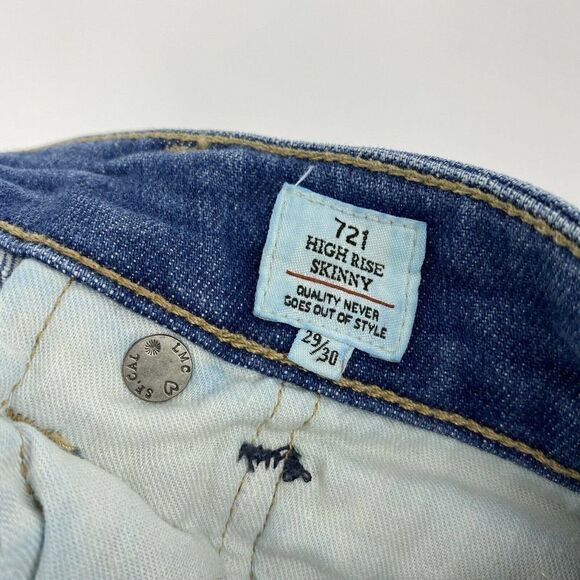 721
HIGH RISE
SKINNY
QUALITY NEVER
GOES OUT OF STYLE
29/30
LMC
SF, CAL